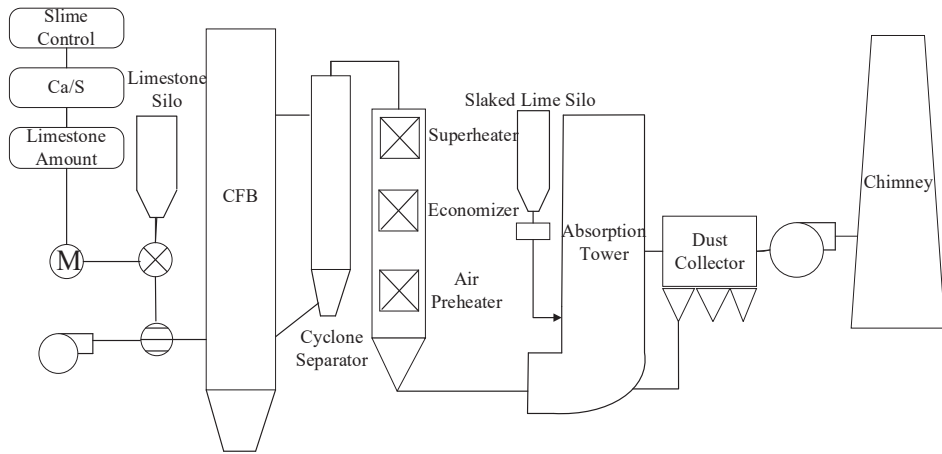 Slime
Control
Ca/S
Limestone
Amount
M
Limestone
Silo
CFB
Cyclone
Separator
Superheater
Economizer
Air
Preheater
Slaked Lime Silo
Absorption
Tower
Dust
Collector
Chimney